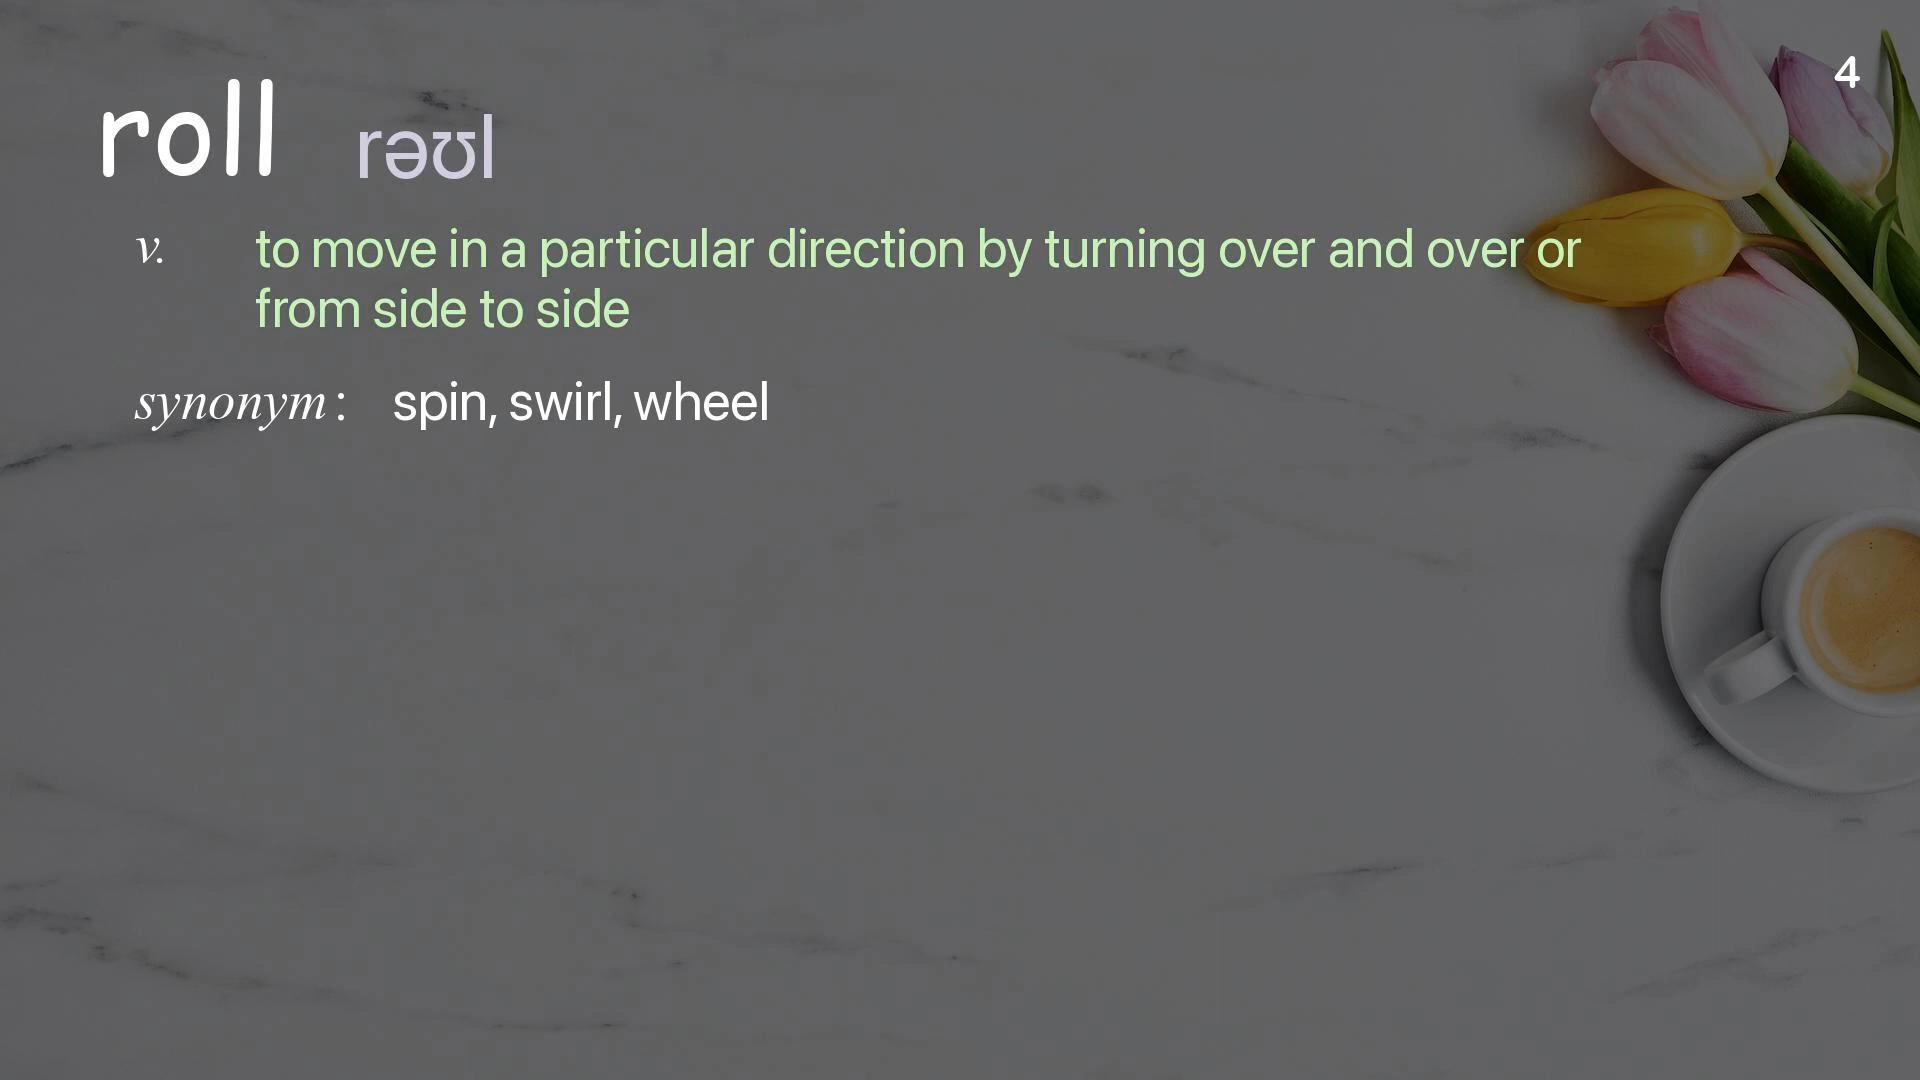 4
roll rəʊl
v. to move in a particular direction by turning over and over or
from side to side
synonym: spin, swirl, wheel